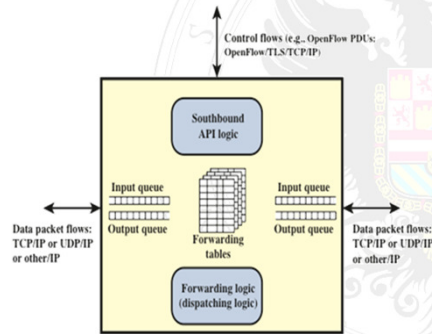 Control flows (e.g., OpenFlow PDUs:
OpenFlow/TLS/TCP/IP)
Southbound
API logic
Input queue
Output queue
Forwarding
tables
Input queue
Output queue
Data packet flows:
TCP/IP or UDP/IP
or other/IP
Data packet flows:
TCP/IP or UDP/IP
or other/IP
Forwarding logic
(dispatching logic)